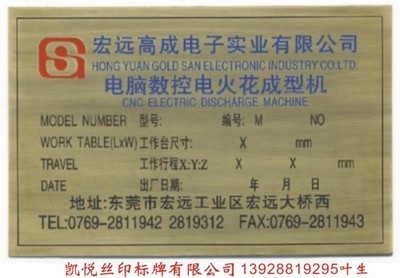 宏远高成电子实业有限公司
HONG YUAN GOLD SAN ELECTRONIC INDUSTRY CO.LTD.
电脑数控电火花成型机
CNC ELECTRIC DISCHARGE MACHINE
MODEL NUMBER 型号: 编号: M NO
WORK TABLE(LxW) 工作台尺寸: X mm
TRAVEL 工作行程X:Y:Z X X mm
DATE 出厂日期: 年 月 日
地址:东莞市宏远工业区宏远大桥西
TEL:0769-2811942 2819312 FAX:0769-2811943
凯悦丝印标牌有限公司 13928819295叶生